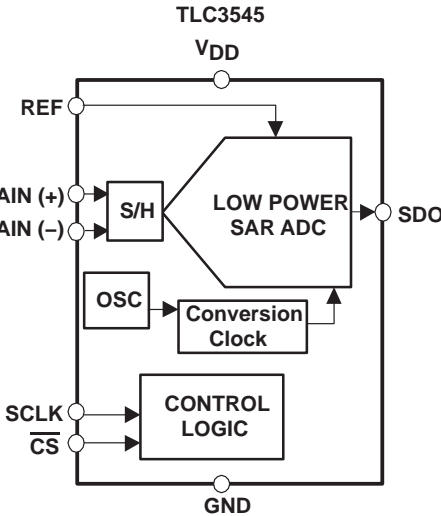 TLC3545
VDD
REF
AIN (+)
S/H
LOW POWER
SAR ADC
SDO
AIN (–)
OSC
Conversion
Clock
SCLK
CONTROL
LOGIC
CS
GND